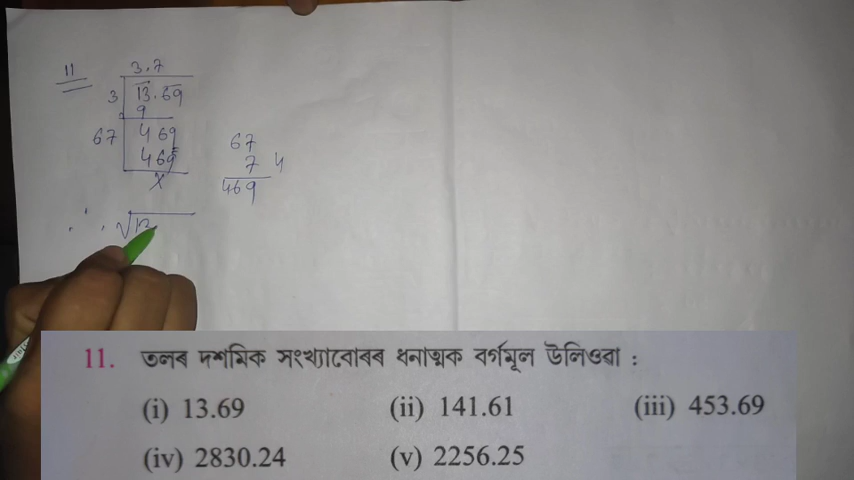 11
3.7
3 13.69
9
67 469
469
x
67
7 4
469
∴ √13
11. তলৰ দশমিক সংখ্যাবোৰৰ ধনাত্মক বৰ্গমূল উলিওৱা :
(i) 13.69 (ii) 141.61 (iii) 453.69
(iv) 2830.24 (v) 2256.25